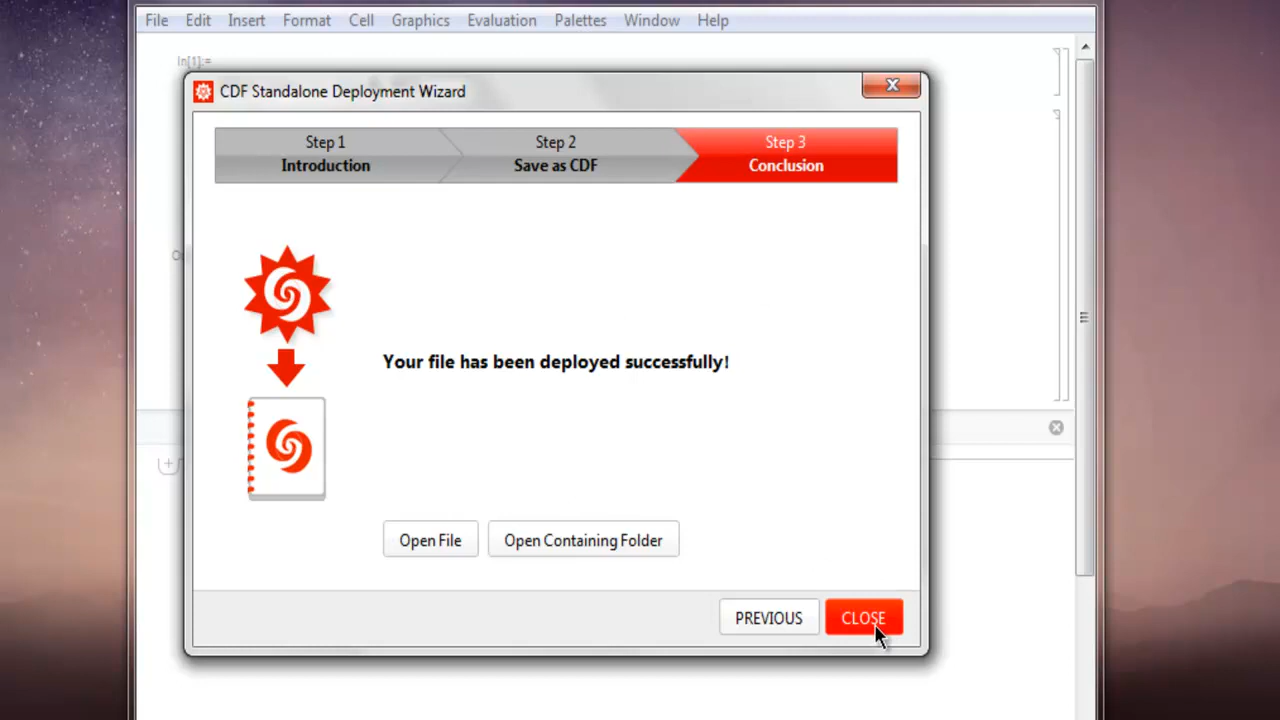 File Edit Insert Format Cell Graphics Evaluation Palettes Window Help
In[1]:=
CDF Standalone Deployment Wizard
Step 1
Introduction
Step 2
Save as CDF
Step 3
Conclusion
Your file has been deployed successfully!
Open File
Open Containing Folder
PREVIOUS
CLOSE